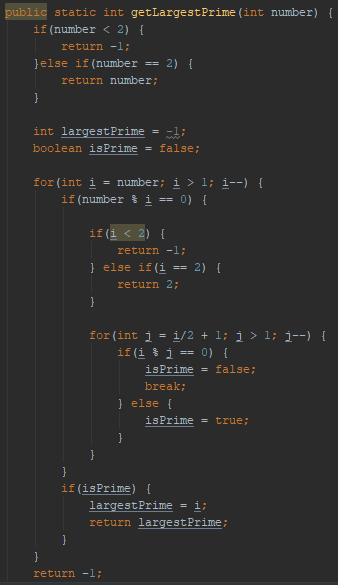 public static int getLargestPrime(int number) {
    if(number < 2) {
        return -1;
    }else if(number == 2) {
        return number;
    }

    int largestPrime = -1;
    boolean isPrime = false;

    for(int i = number; i > 1; i--) {
        if(number % i == 0) {

            if(i < 2) {
                return -1;
            } else if(i == 2) {
                return 2;
            }

            for(int j = i/2 + 1; j > 1; j--) {
                if(i % j == 0) {
                    isPrime = false;
                    break;
                } else {
                    isPrime = true;
                }
            }
        }
        if(isPrime) {
            largestPrime = i;
            return largestPrime;
        }
    }
    return -1;